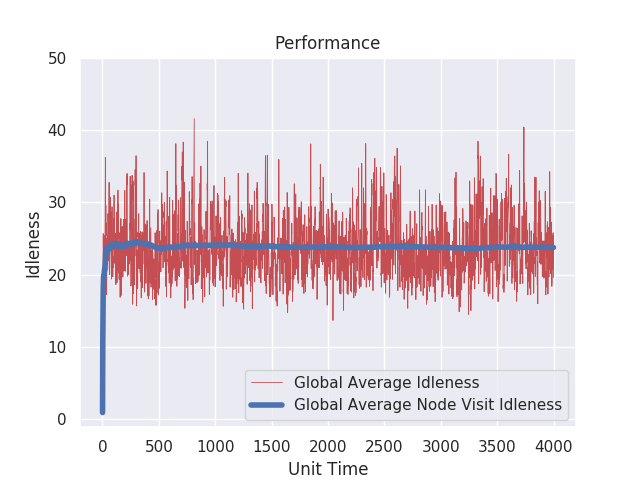 Performance
50
40
30
20
10
0
Idleness
Global Average Idleness
Global Average Node Visit Idleness
0 500 1000 1500 2000 2500 3000 3500 4000
Unit Time